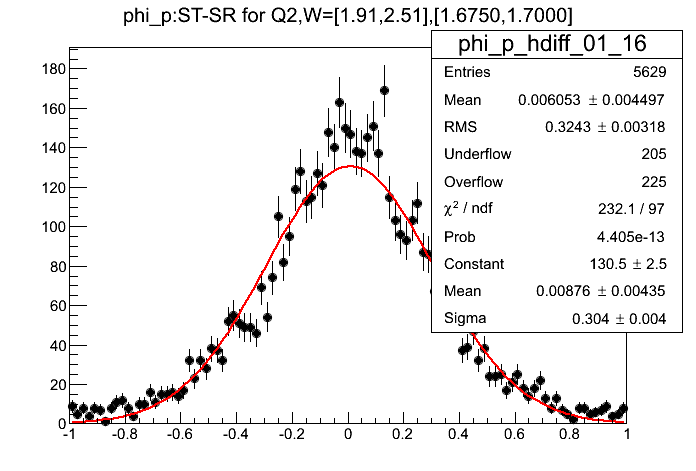 phi_p:ST-SR for Q2,W=[1.91,2.51],[1.6750,1.7000]
phi_p_hdiff_01_16
Entries 5629
Mean 0.006053 ± 0.004497
RMS 0.3243 ± 0.00318
Underflow 205
Overflow 225
χ² / ndf 232.1 / 97
Prob 4.405e-13
Constant 130.5 ± 2.5
Mean 0.00876 ± 0.00435
Sigma 0.304 ± 0.004
180
160
140
120
100
80
60
40
20
0
-1 -0.8 -0.6 -0.4 -0.2 0 0.2 0.4 0.6 0.8 1